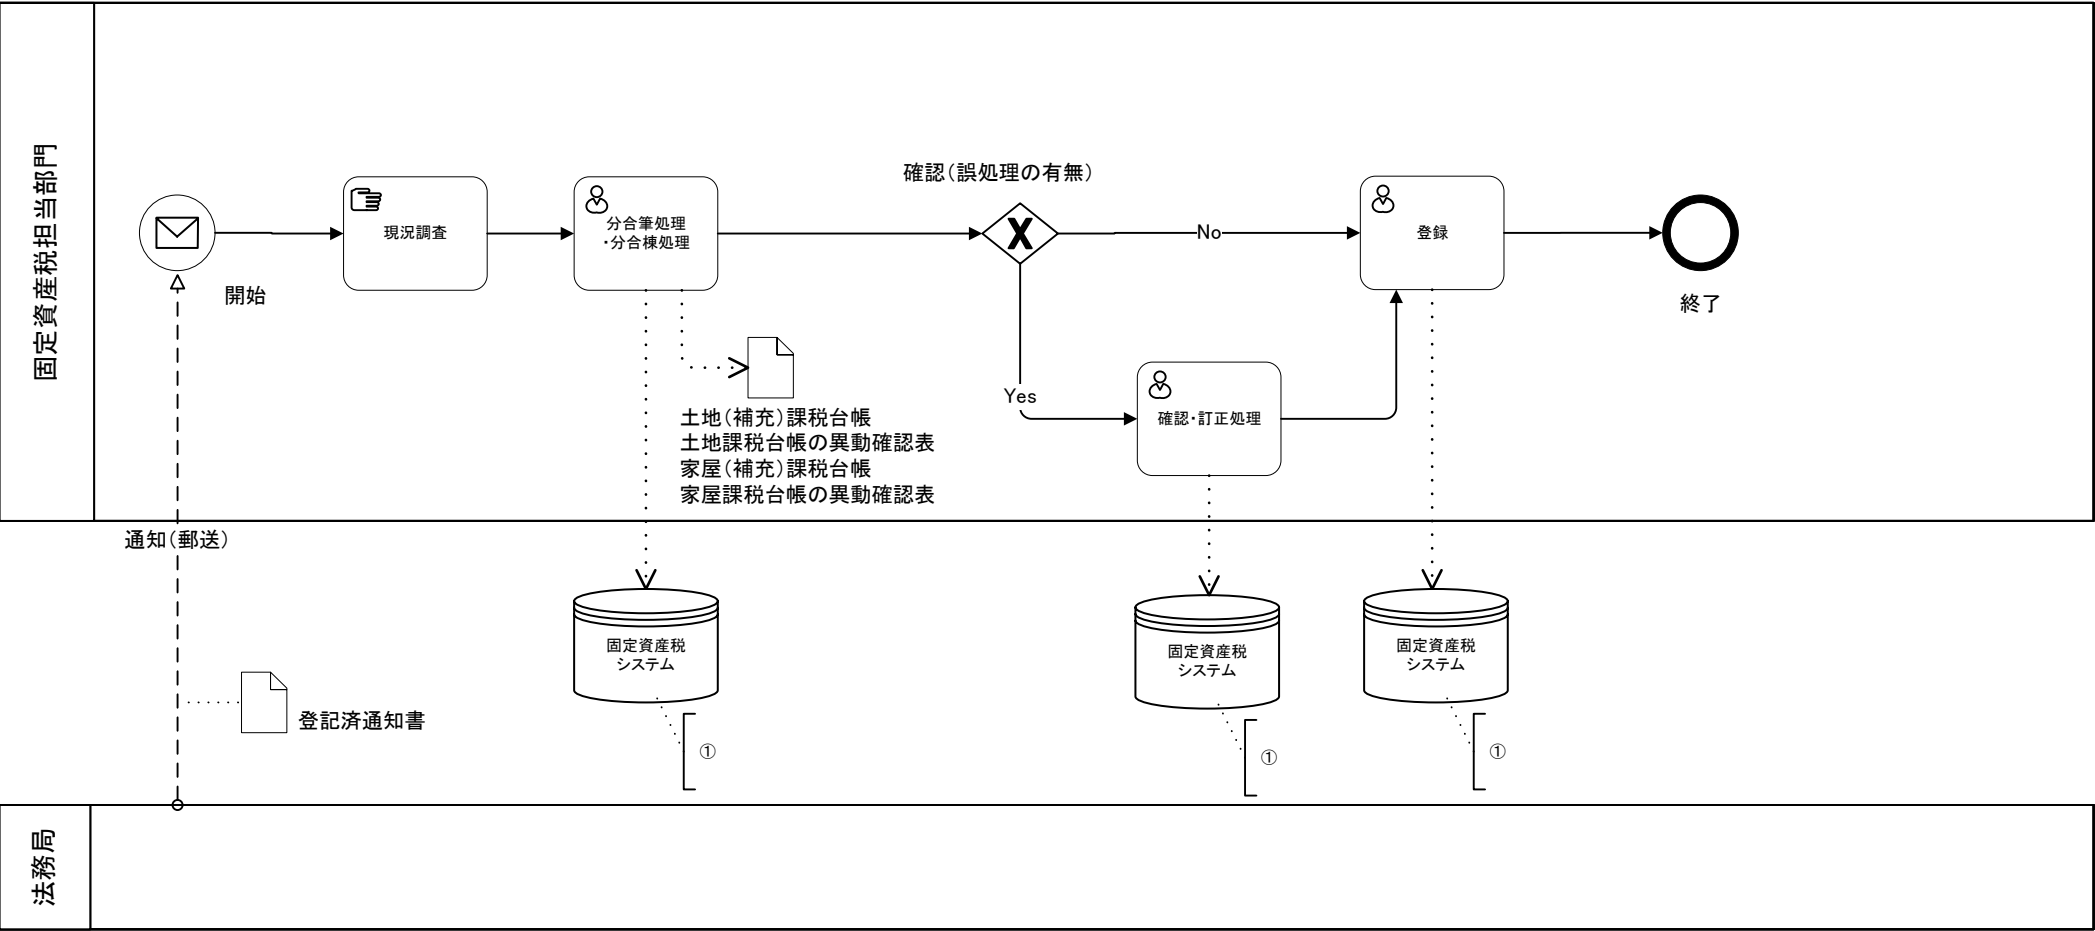 固定資産税担当部門
開始
現況調査
分合筆処理
・分合棟処理
確認（誤処理の有無）
No
Yes
登録
終了
確認・訂正処理
土地（補充）課税台帳
土地課税台帳の異動確認表
家屋（補充）課税台帳
家屋課税台帳の異動確認表
通知（郵送）
登記済通知書
固定資産税
システム
①
固定資産税
システム
①
固定資産税
システム
①
法務局